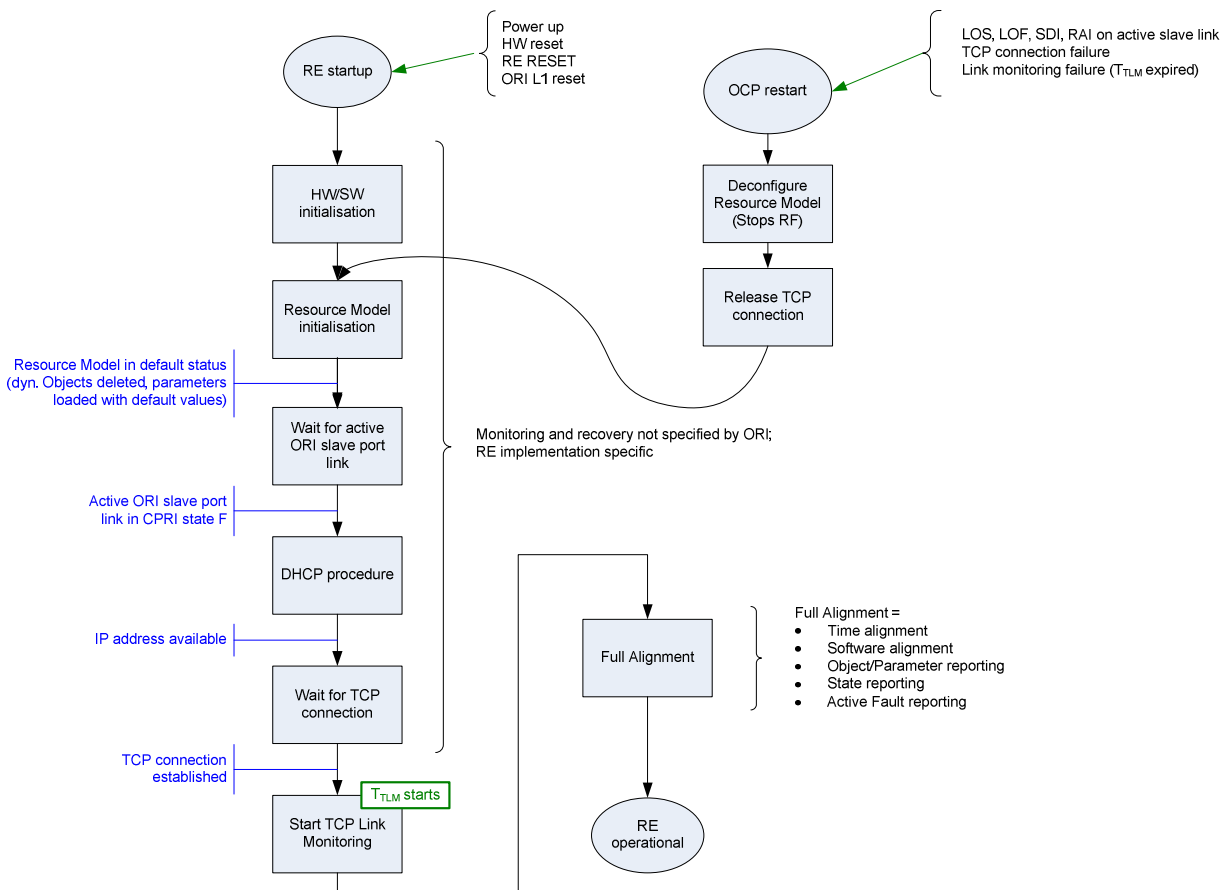 Power up
HW reset
RE RESET
ORI L1 reset
RE startup
LOS, LOF, SDI, RAI on active slave link
TCP connection failure
Link monitoring failure (TTLM expired)
OCP restart
HW/SW
initialisation
Deconfigure
Resource Model
(Stops RF)
Resource Model
initialisation
Release TCP
connection
Resource Model in default status
(dyn. Objects deleted, parameters
loaded with default values)
Wait for active
ORI slave port
link
Monitoring and recovery not specified by ORI;
RE implementation specific
Active ORI slave port
link in CPRI state F
DHCP procedure
IP address available
Wait for TCP
connection
TCP connection
established
TTLM starts
Start TCP Link
Monitoring
Full Alignment
Full Alignment =
• Time alignment
• Software alignment
• Object/Parameter reporting
• State reporting
• Active Fault reporting
RE
operational